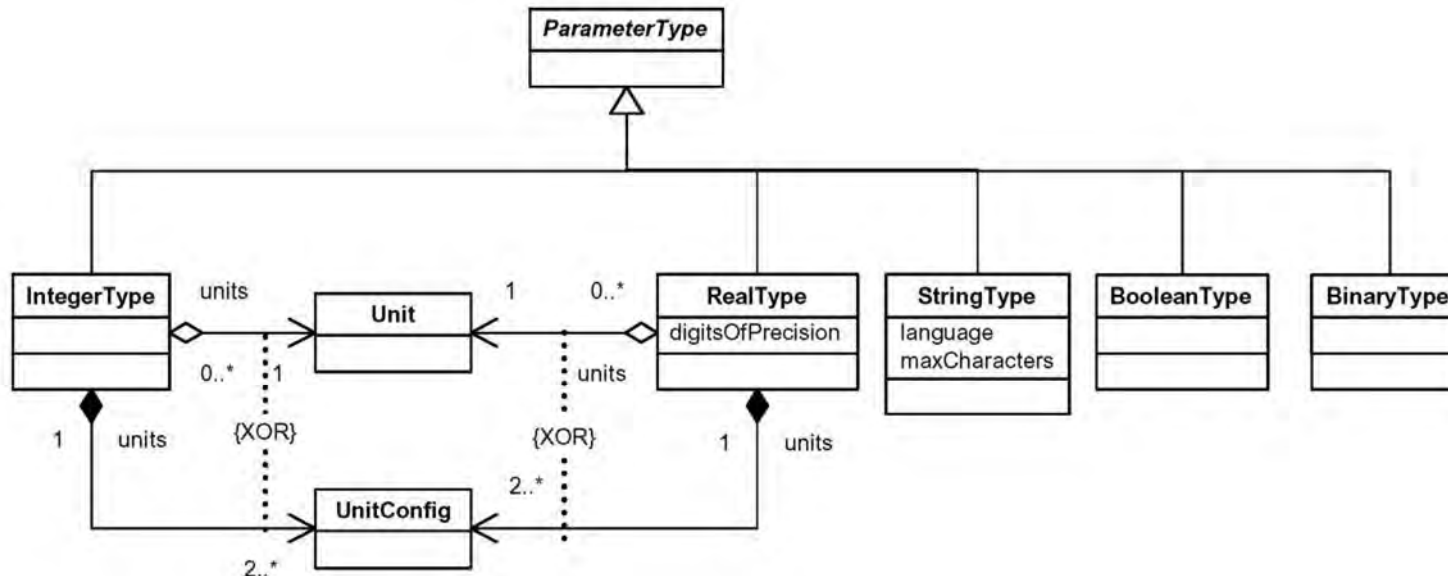 ParameterType
IntegerType
units
Unit
1
0..*
RealType
digitsOfPrecision
StringType
language
maxCharacters
BooleanType
BinaryType
0..*
1
units
1
units
{XOR}
{XOR}
1
units
2..*
UnitConfig
2..*